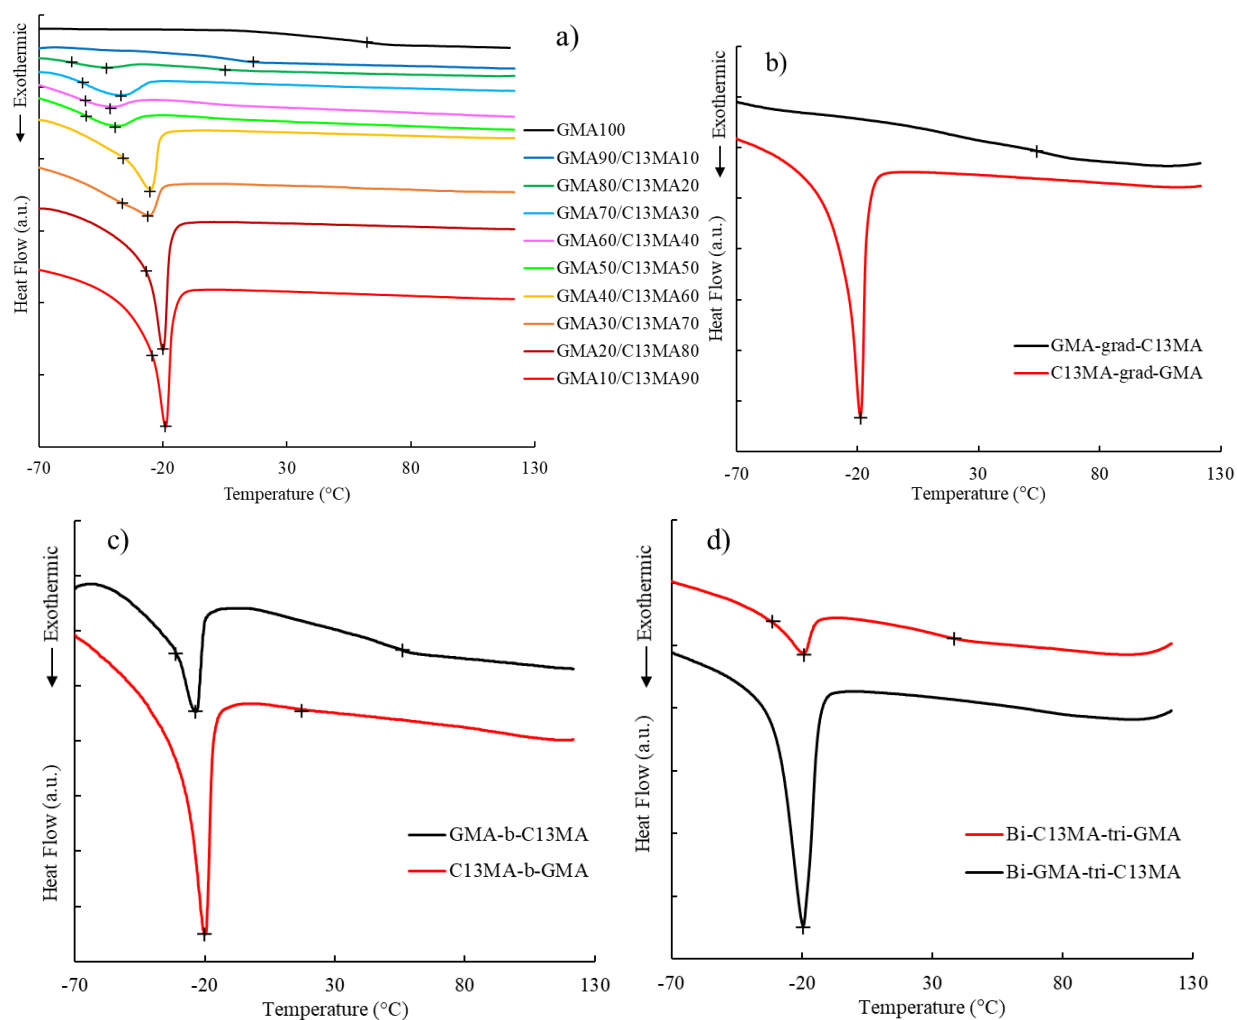 a)
Exothermic
Heat Flow (a.u.)
GMA100
GMA90/C13MA10
GMA80/C13MA20
GMA70/C13MA30
GMA60/C13MA40
GMA50/C13MA50
GMA40/C13MA60
GMA30/C13MA70
GMA20/C13MA80
GMA10/C13MA90
-70 -20 30 80 130
Temperature (°C)
b)
Exothermic
Heat Flow (a.u.)
GMA-grad-C13MA
C13MA-grad-GMA
-70 -20 30 80 130
Temperature (°C)
c)
Exothermic
Heat Flow (a.u.)
GMA-b-C13MA
C13MA-b-GMA
-70 -20 30 80 130
Temperature (°C)
d)
Exothermic
Heat Flow (a.u.)
Bi-C13MA-tri-GMA
Bi-GMA-tri-C13MA
-70 -20 30 80 130
Temperature (°C)